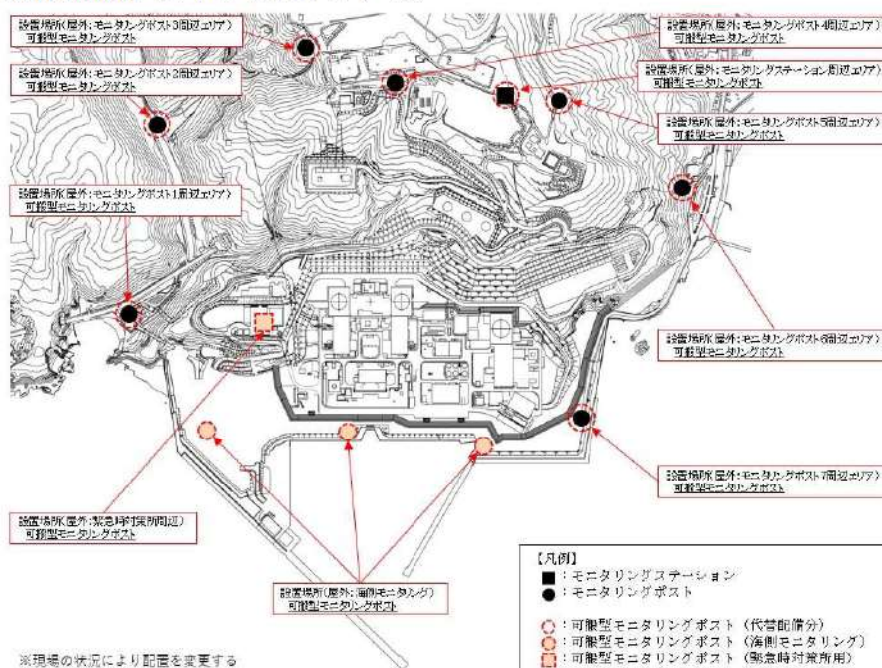 設置場所(屋外:モニタリングポスト3周辺エリア)
可搬型モニタリングポスト
設置場所(屋外:モニタリングポスト4周辺エリア)
可搬型モニタリングポスト
設置場所(屋外:モニタリングポスト2周辺エリア)
可搬型モニタリングポスト
設置場所(屋外:モニタリングステーション周辺エリア)
可搬型モニタリングポスト
設置場所(屋外:モニタリングポスト5周辺エリア)
可搬型モニタリングポスト
設置場所(屋外:モニタリングポスト1周辺エリア)
可搬型モニタリングポスト
設置場所(屋外:モニタリングポスト6周辺エリア)
可搬型モニタリングポスト
設置場所(屋外:モニタリングポスト7周辺エリア)
可搬型モニタリングポスト
設置場所(屋外:緊急時対策所周辺)
可搬型モニタリングポスト
設置場所(屋外:海側モニタリング)
可搬型モニタリングポスト
【凡例】
■:モニタリングステーション
●:モニタリングポスト
:可搬型モニタリングポスト(代替配備分)
:可搬型モニタリングポスト(海側モニタリング)
:可搬型モニタリングポスト(緊急時対策所用)
※現場の状況により配置を変更する